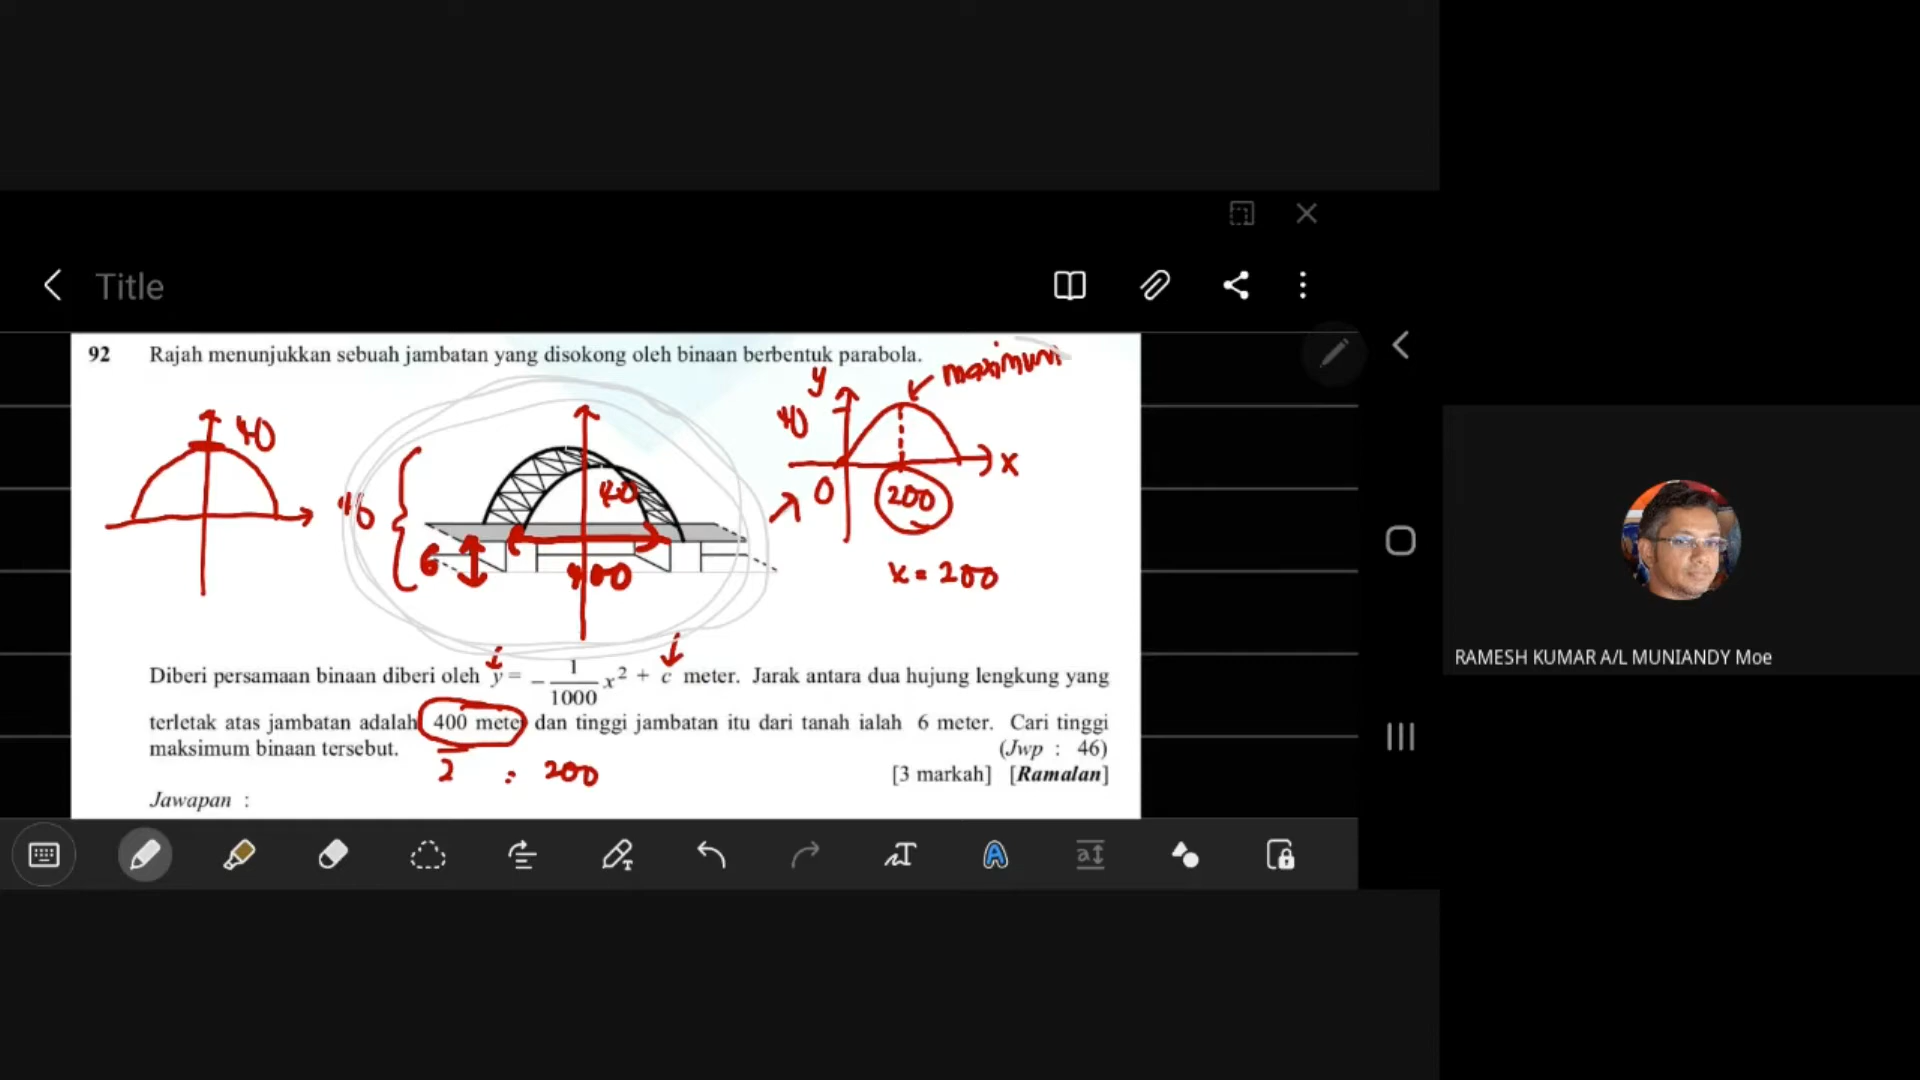 Title
92 Rajah menunjukkan sebuah jambatan yang disokong oleh binaan berbentuk parabola.
maximum
y
40
40
40
x
46
0
200
6
400
x = 200
Diberi persamaan binaan diberi oleh y = - 1/1000 x² + c meter. Jarak antara dua hujung lengkung yang
terletak atas jambatan adalah 400 meter dan tinggi jambatan itu dari tanah ialah 6 meter. Cari tinggi
maksimum binaan tersebut. (Jwp : 46)
2 : 200
[3 markah] [Ramalan]
Jawapan :
RAMESH KUMAR A/L MUNIANDY Moe